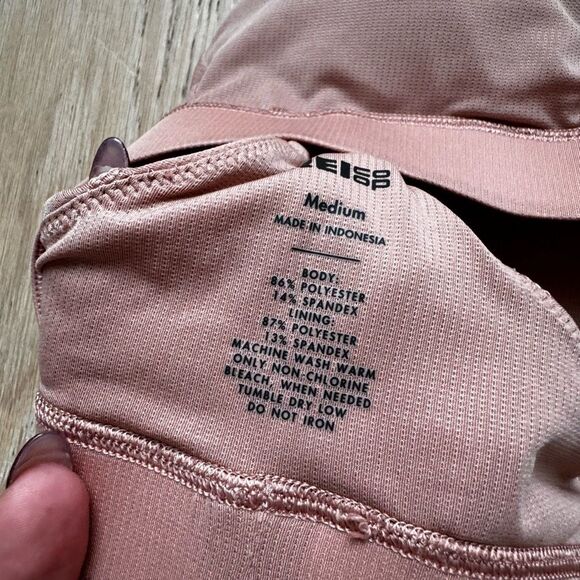 CO
OP
Medium
MADE IN INDONESIA
BODY:
86% POLYESTER
14% SPANDEX
LINING:
87% POLYESTER
13% SPANDEX
MACHINE WASH WARM
ONLY NON-CHLORINE
BLEACH, WHEN NEEDED
TUMBLE DRY LOW
DO NOT IRON